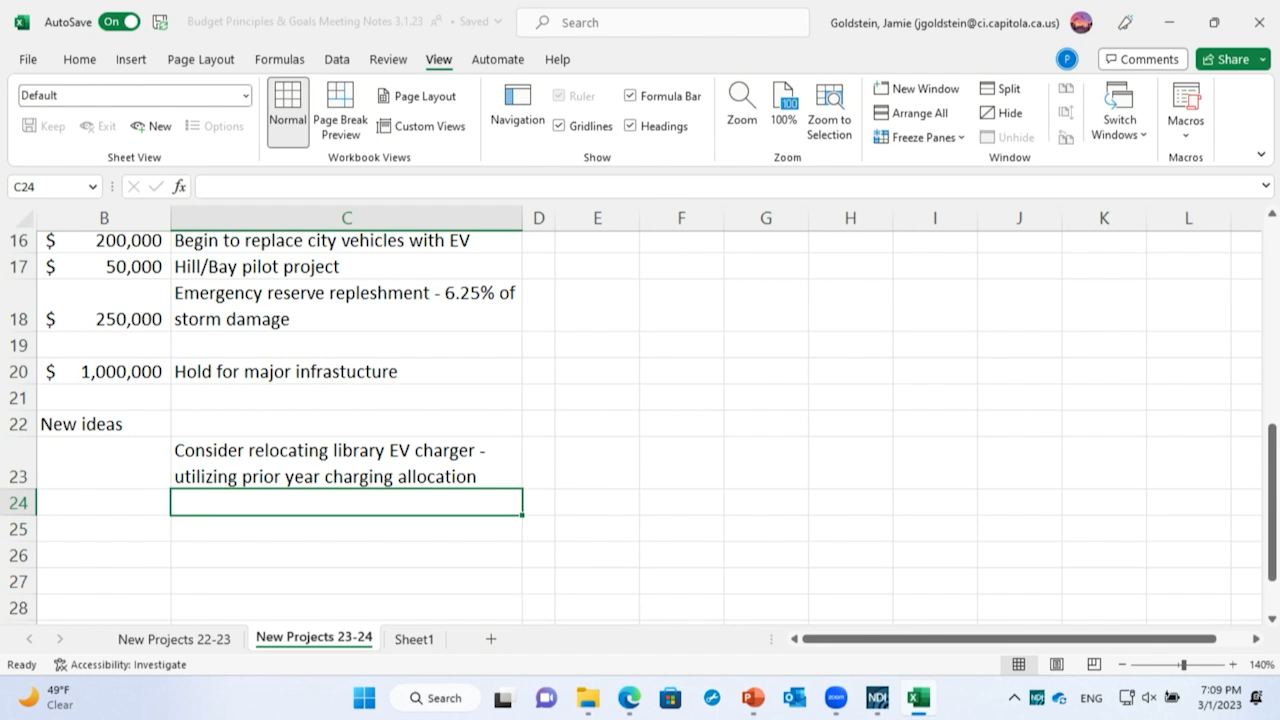 AutoSave On Budget Principles & Goals Meeting Notes 3.1.23 • Saved Search Goldstein, Jamie (jgoldstein@ci.capitola.ca.us)
File Home Insert Page Layout Formulas Data Review View Automate Help P Comments Share
Default
Keep Exit New Options
Sheet View
Normal
Page Break
Preview
Page Layout
Custom Views
Workbook Views
Navigation
Ruler Formula Bar
Gridlines Headings
Show
Zoom
100
100%
Zoom to
Selection
Zoom
New Window
Arrange All
Freeze Panes
Split
Hide
Unhide
Window
Switch
Windows
Macros
Macros
C24 fx
B C D E F G H I J K L
16 $ 200,000 Begin to replace city vehicles with EV
17 $ 50,000 Hill/Bay pilot project
Emergency reserve repleshment - 6.25% of
18 $ 250,000 storm damage
19
20 $ 1,000,000 Hold for major infrastucture
21
22 New ideas
Consider relocating library EV charger -
23 utilizing prior year charging allocation
24
25
26
27
28
New Projects 22-23 New Projects 23-24 Sheet1
Ready Accessibility: Investigate 140%
49°F
Clear
Search
zoom
NDI
NDI
ENG
7:09 PM
3/1/2023